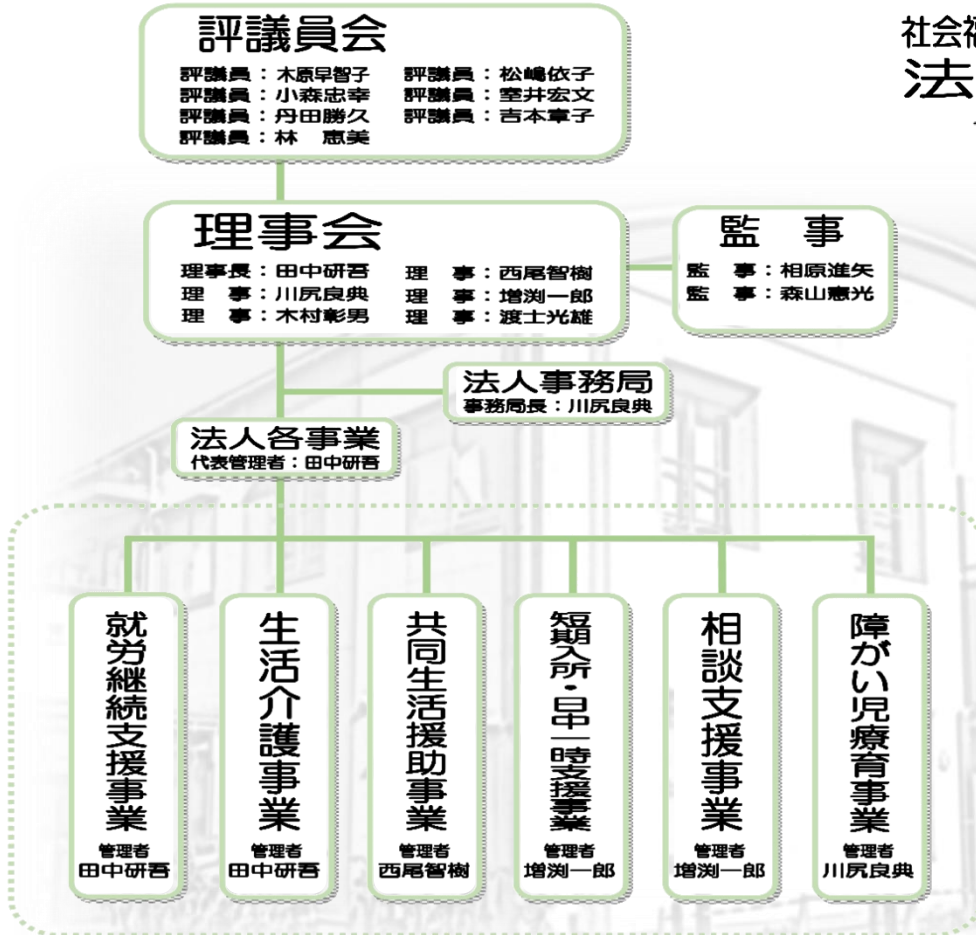 社会福
法
評議員会
評議員：木原早智子　評議員：松嶋依子
評議員：小森忠幸　評議員：室井宏文
評議員：丹田勝久　評議員：吉本章子
評議員：林　恵美
理事会
理事長：田中研吾　理　事：西尾智樹
理　事：川尻良典　理　事：増渕一郎
理　事：木村彰男　理　事：渡士光雄
監　事
監　事：相原進矢
監　事：森山憲光
法人事務局
事務局長：川尻良典
法人各事業
代表管理者：田中研吾
就労継続支援事業
管理者
田中研吾
生活介護事業
管理者
田中研吾
共同生活援助事業
管理者
西尾智樹
短期入所・日中一時支援事業
管理者
増渕一郎
相談支援事業
管理者
増渕一郎
障がい児療育事業
管理者
川尻良典